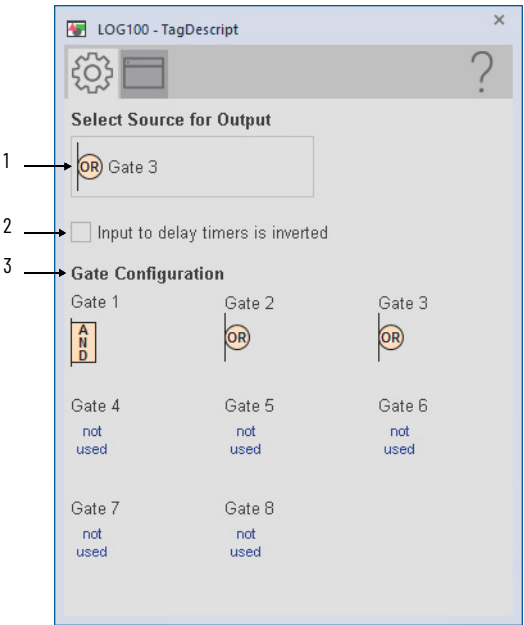 LOG100 - TagDescript
×
?
Select Source for Output
1
OR Gate 3
2
Input to delay timers is inverted
3
Gate Configuration
Gate 1 Gate 2 Gate 3
AND OR OR
Gate 4 Gate 5 Gate 6
not not not
used used used
Gate 7 Gate 8
not not
used used